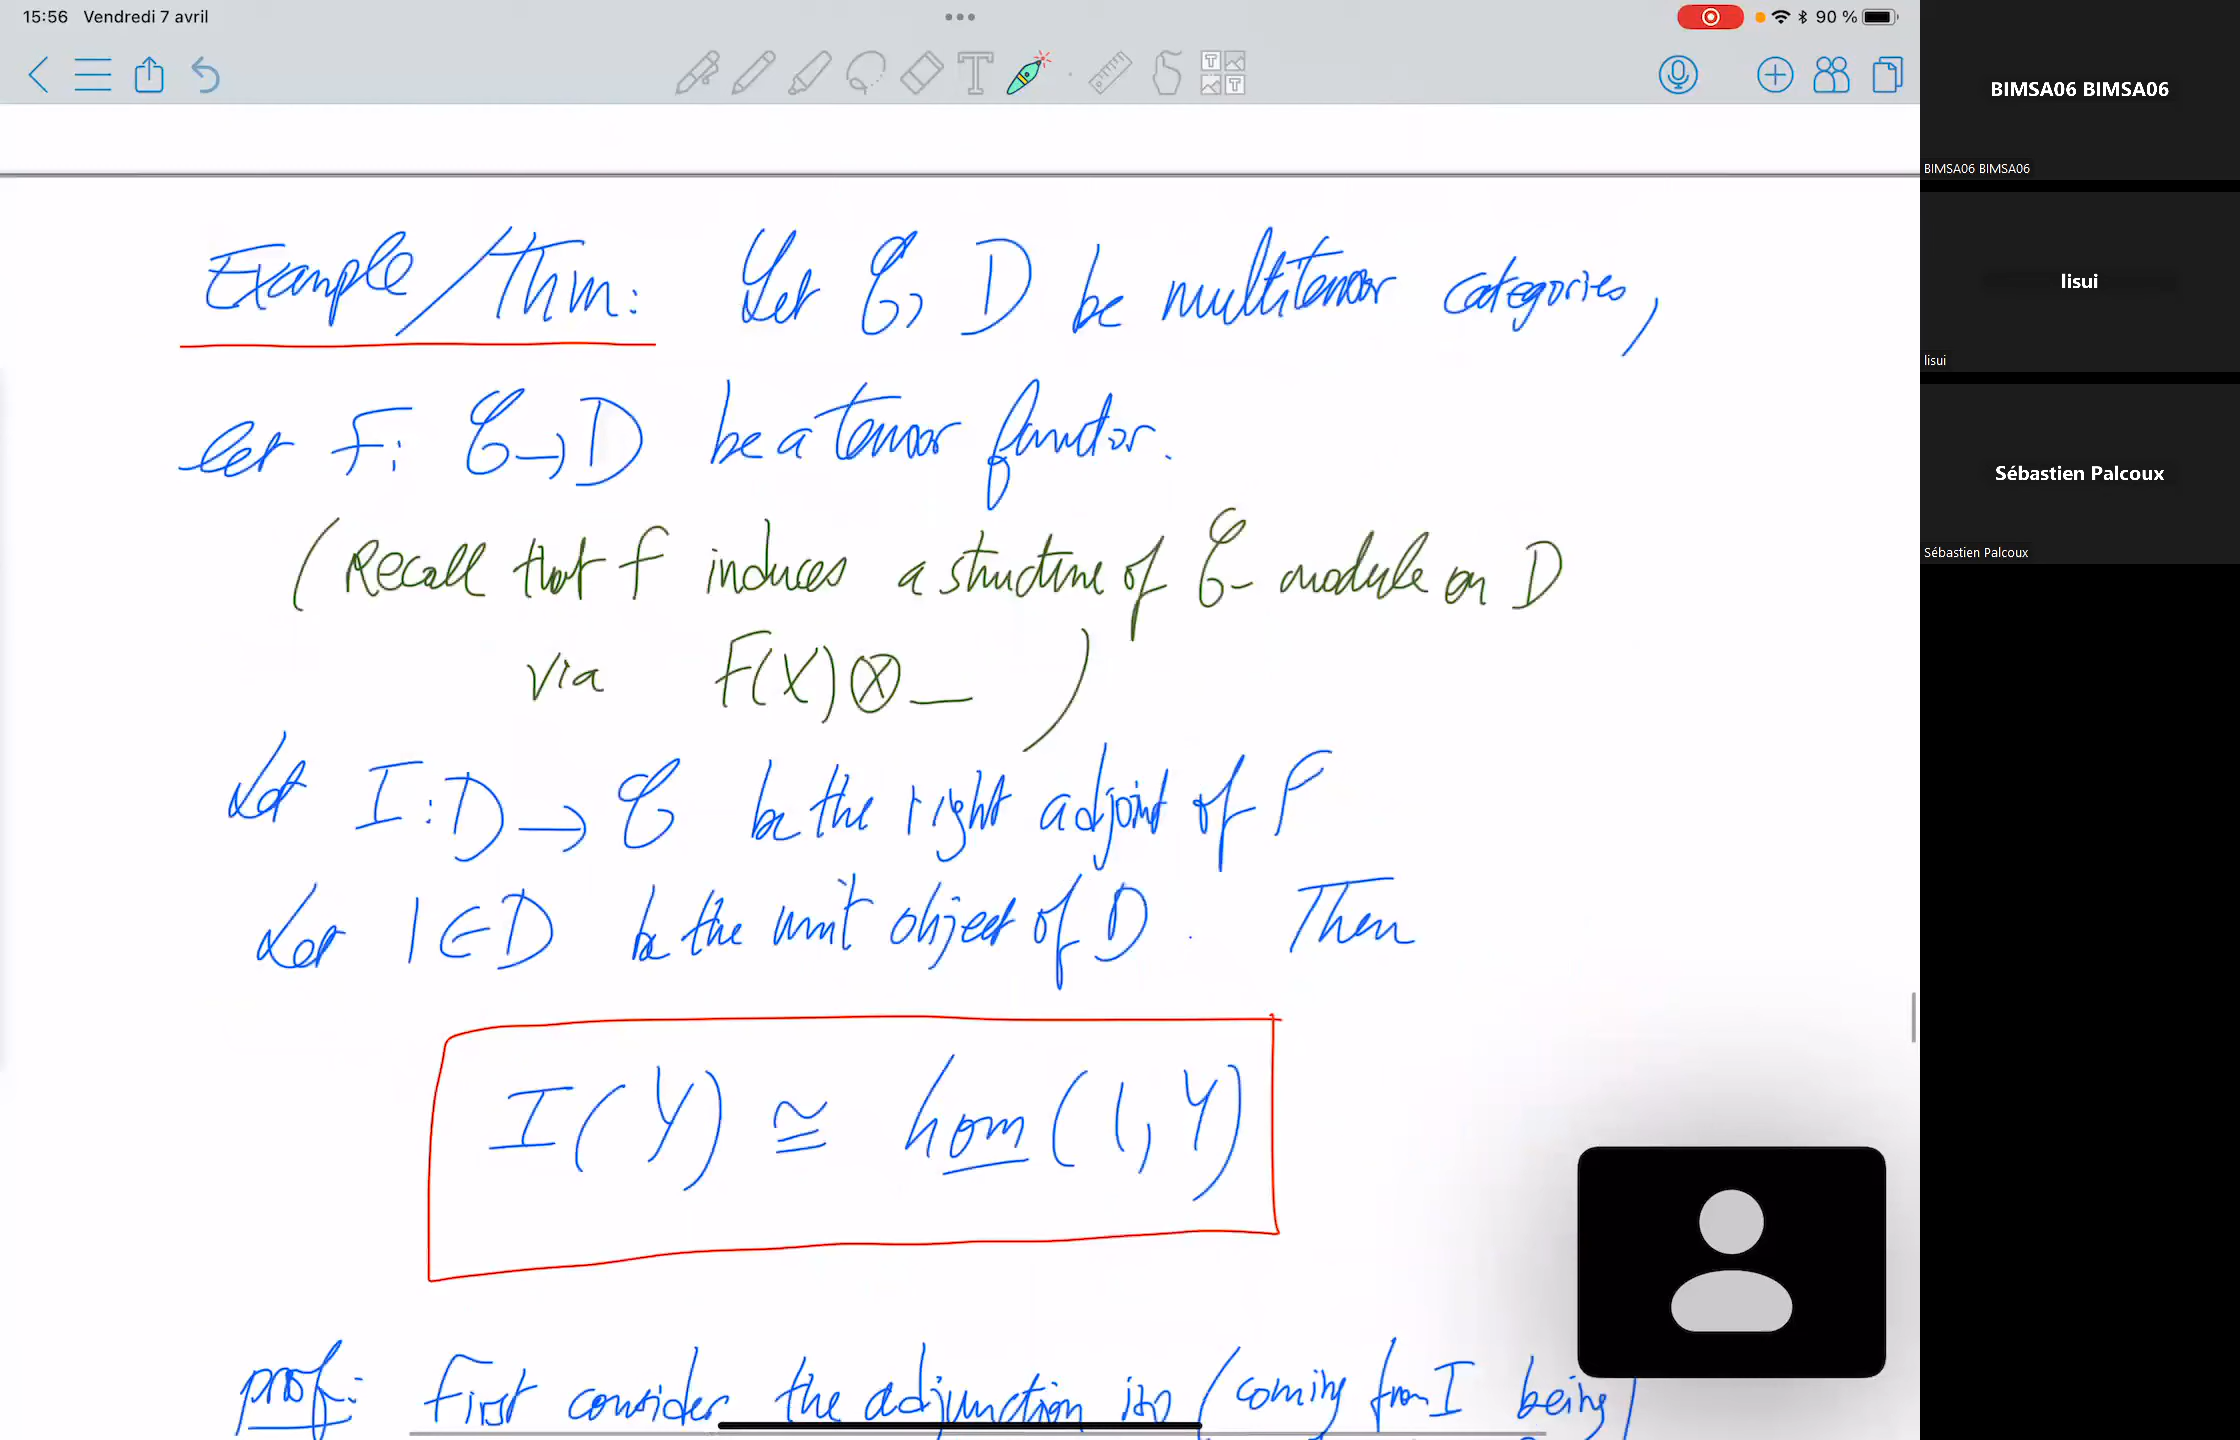 15:56 Vendredi 7 avril
90 %
BIMSA06 BIMSA06
BIMSA06 BIMSA06
lisui
lisui
Sébastien Palcoux
Sébastien Palcoux
Example/Thm: Let 𝒞, D be multitensor categories,
let F: 𝒞→D be a tensor functor.
(Recall that F induces a structure of 𝒞-module on D
via F(X)⊗_ )
Let I: D → 𝒞 be the right adjoint of F
Let 1∈D be the unit object of D. Then
I(Y) ≅ hom(1,Y)
proof: First consider the adjunction iso (coming from I being